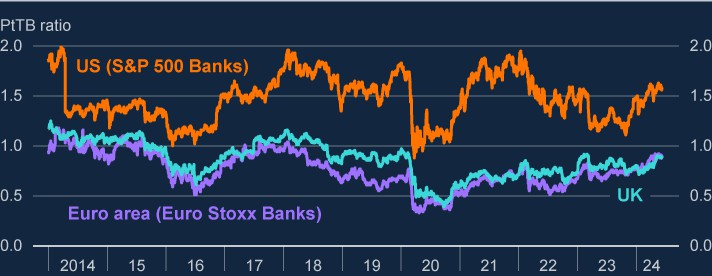 PtTB ratio
2.0 2.0
US (S&P 500 Banks)
1.5 1.5
1.0 1.0
0.5 UK 0.5
Euro area (Euro Stoxx Banks)
0.0 0.0
2014 15 16 17 18 19 20 21 22 23 24